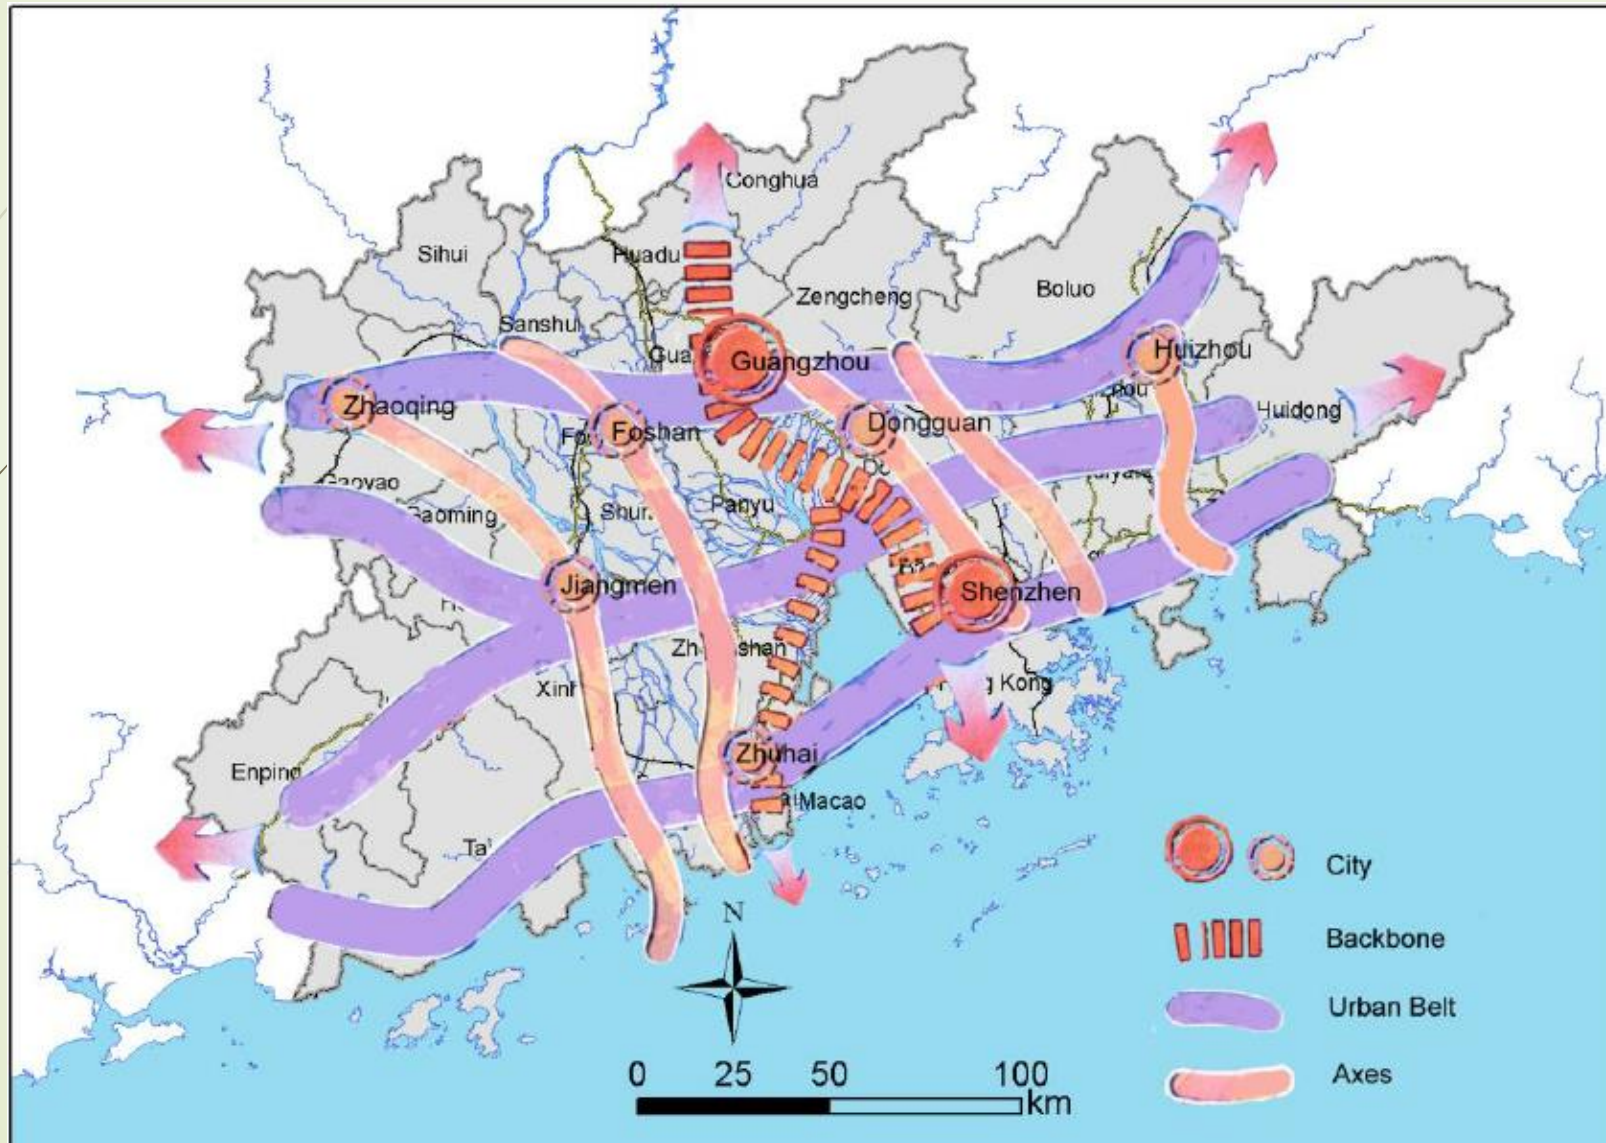 Conghua
Sihui
Huadu
Zengcheng
Boluo
Sanshui
Guangzhou
Huizhou
Zhaoqing
Foshan
Dongguan
Huidong
Gaoyao
Gaoming
Panyu
Jiangmen
Shenzhen
Enping
Zhuhai
Macao
N
City
Backbone
Urban Belt
Axes
0 25 50 100
km